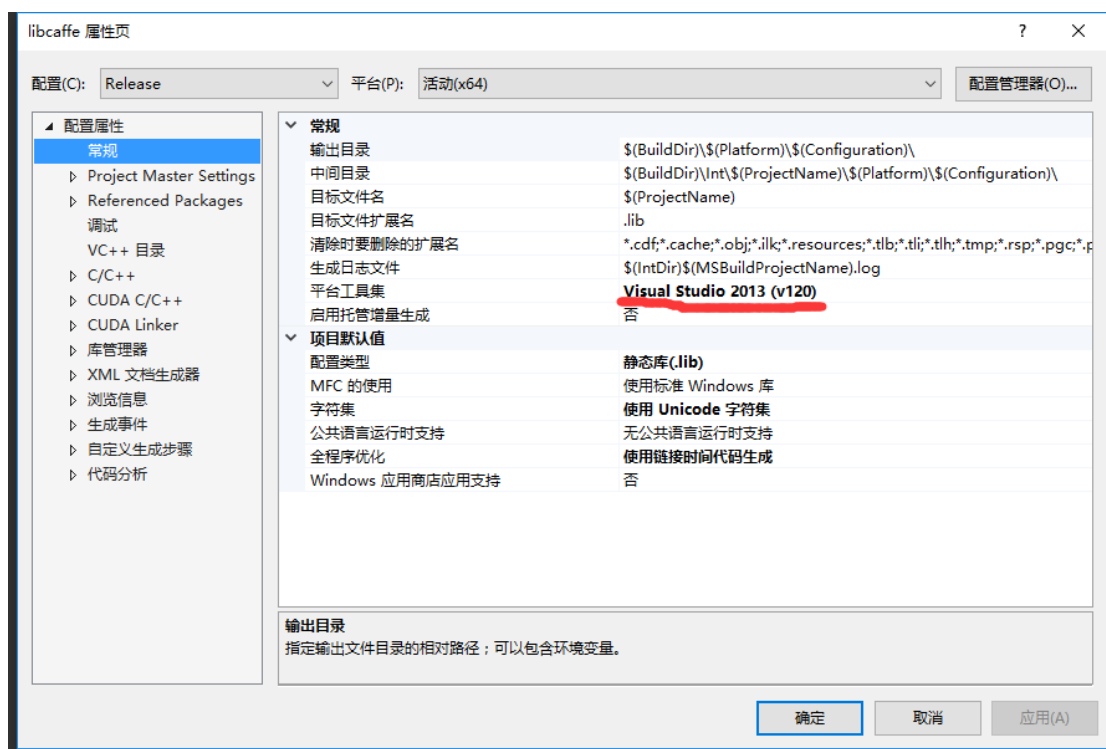 libcaffe 属性页
?
配置(C): Release 平台(P): 活动(x64) 配置管理器(O)...
配置属性
常规
Project Master Settings
Referenced Packages
调试
VC++ 目录
C/C++
CUDA C/C++
CUDA Linker
库管理器
XML 文档生成器
浏览信息
生成事件
自定义生成步骤
代码分析
常规
输出目录 $(BuildDir)\$(Platform)\$(Configuration)\
中间目录 $(BuildDir)\Int\$(ProjectName)\$(Platform)\$(Configuration)\
目标文件名 $(ProjectName)
目标文件扩展名 .lib
清除时要删除的扩展名 *.cdf;*.cache;*.obj;*.ilk;*.resources;*.tlb;*.tli;*.tlh;*.tmp;*.rsp;*.pgc;*.p
生成日志文件 $(IntDir)$(MSBuildProjectName).log
平台工具集 Visual Studio 2013 (v120)
启用托管增量生成 否
项目默认值
配置类型 静态库(.lib)
MFC 的使用 使用标准 Windows 库
字符集 使用 Unicode 字符集
公共语言运行时支持 无公共语言运行时支持
全程序优化 使用链接时间代码生成
Windows 应用商店应用支持 否
输出目录
指定输出文件目录的相对路径；可以包含环境变量。
确定 取消 应用(A)